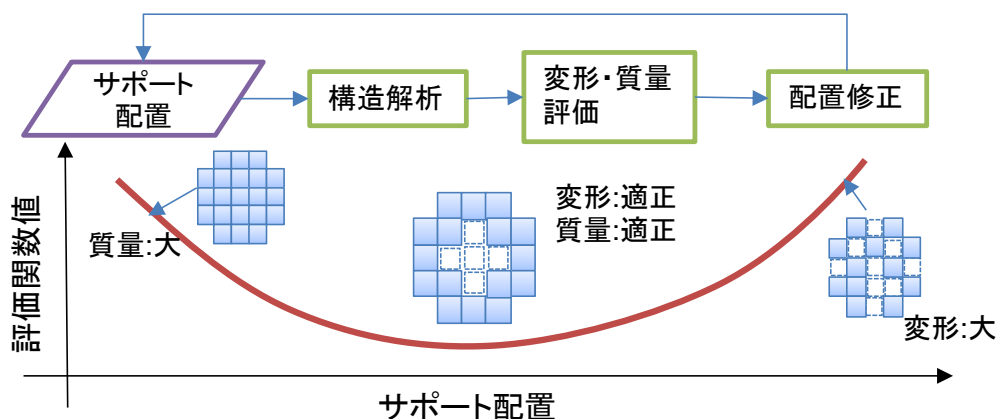 サポート
配置
構造解析
変形・質量
評価
配置修正
評価関数値
質量:大
変形:適正
質量:適正
変形:大
サポート配置